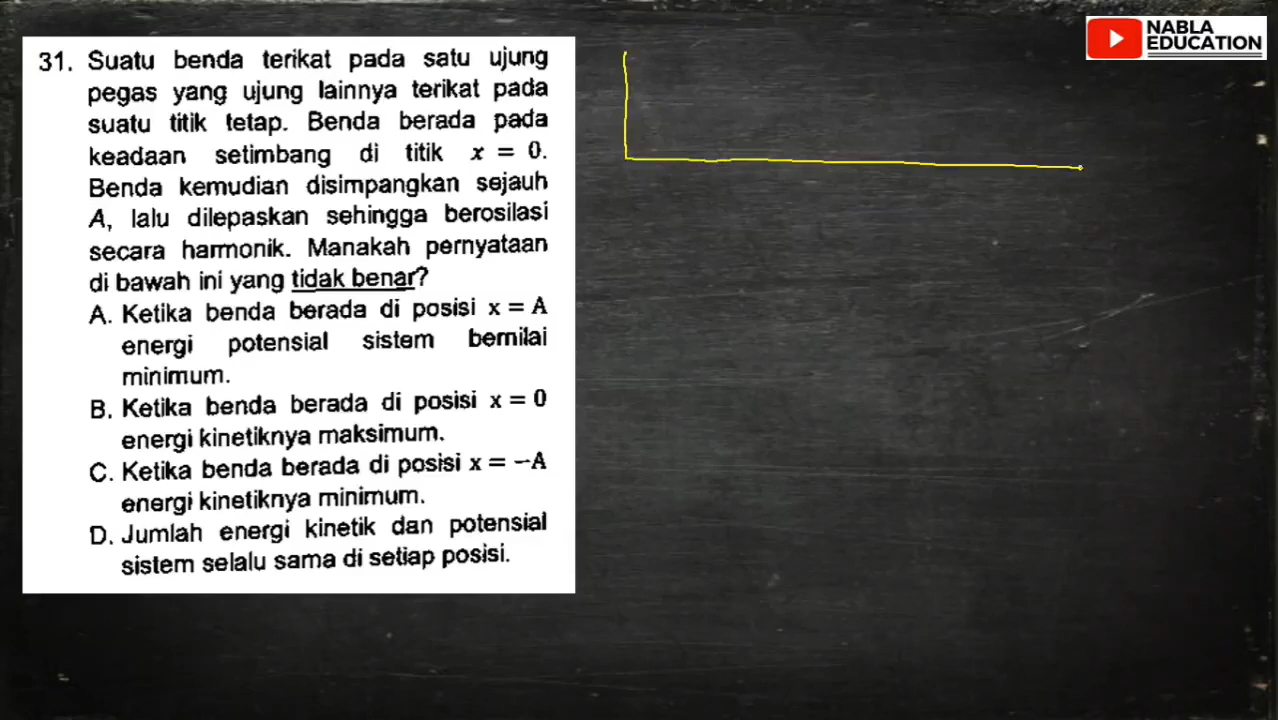 NABLA
EDUCATION
31. Suatu benda terikat pada satu ujung
pegas yang ujung lainnya terikat pada
suatu titik tetap. Benda berada pada
keadaan setimbang di titik x = 0.
Benda kemudian disimpangkan sejauh
A, lalu dilepaskan sehingga berosilasi
secara harmonik. Manakah pernyataan
di bawah ini yang tidak benar?
A. Ketika benda berada di posisi x = A
energi potensial sistem bernilai
minimum.
B. Ketika benda berada di posisi x = 0
energi kinetiknya maksimum.
C. Ketika benda berada di posisi x = -A
energi kinetiknya minimum.
D. Jumlah energi kinetik dan potensial
sistem selalu sama di setiap posisi.